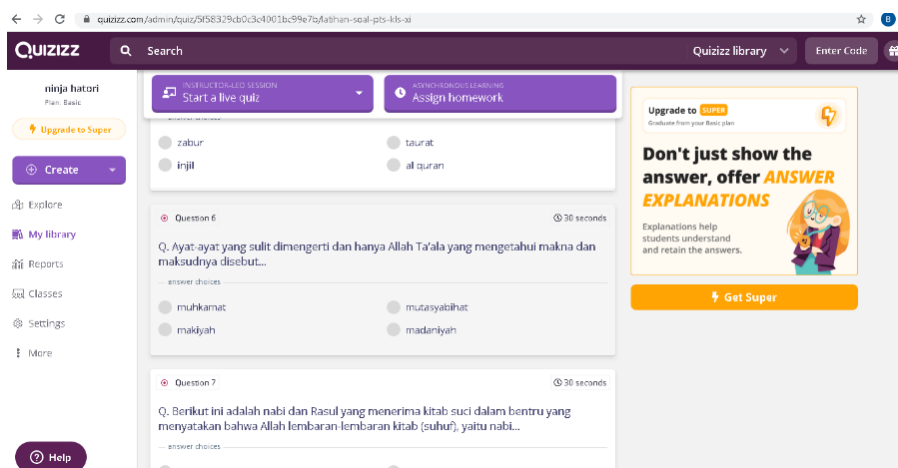 quizizz.com/admin/quiz/5f58329cb0c3c4001bc99e7b/latihan-soal-pts-kls-xi
B
QUIZIZZ
Search
Quizizz library
Enter Code
ninja hatori
Plan: Basic
Upgrade to Super
Create
Explore
My library
Reports
Classes
Settings
More
Help
INSTRUCTOR-LED SESSION
Start a live quiz
ASYNCHRONOUS LEARNING
Assign homework
answer choices
zabur
taurat
injil
al quran
Question 6
30 seconds
Q. Ayat-ayat yang sulit dimengerti dan hanya Allah Ta'ala yang mengetahui makna dan
maksudnya disebut...
answer choices
muhkamat
mutasyabihat
makiyah
madaniyah
Question 7
30 seconds
Q. Berikut ini adalah nabi dan Rasul yang menerima kitab suci dalam bentru yang
menyatakan bahwa Allah lembaran-lembaran kitab (suhuf), yaitu nabi...
answer choices
Upgrade to SUPER
Graduate from your Basic plan
Don't just show the
answer, offer ANSWER
EXPLANATIONS
Explanations help
students understand
and retain the answers.
Get Super